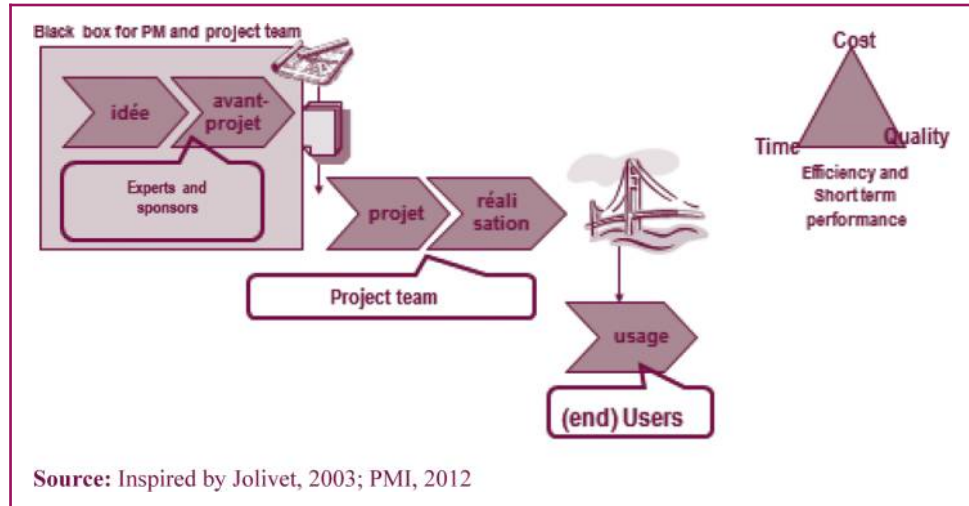 Black box for PM and project team
idée
avant-
projet
Experts and
sponsors
projet
réali
sation
Project team
usage
(end) Users
Cost
Time
Quality
Efficiency and
Short term
performance
Source: Inspired by Jolivet, 2003; PMI, 2012